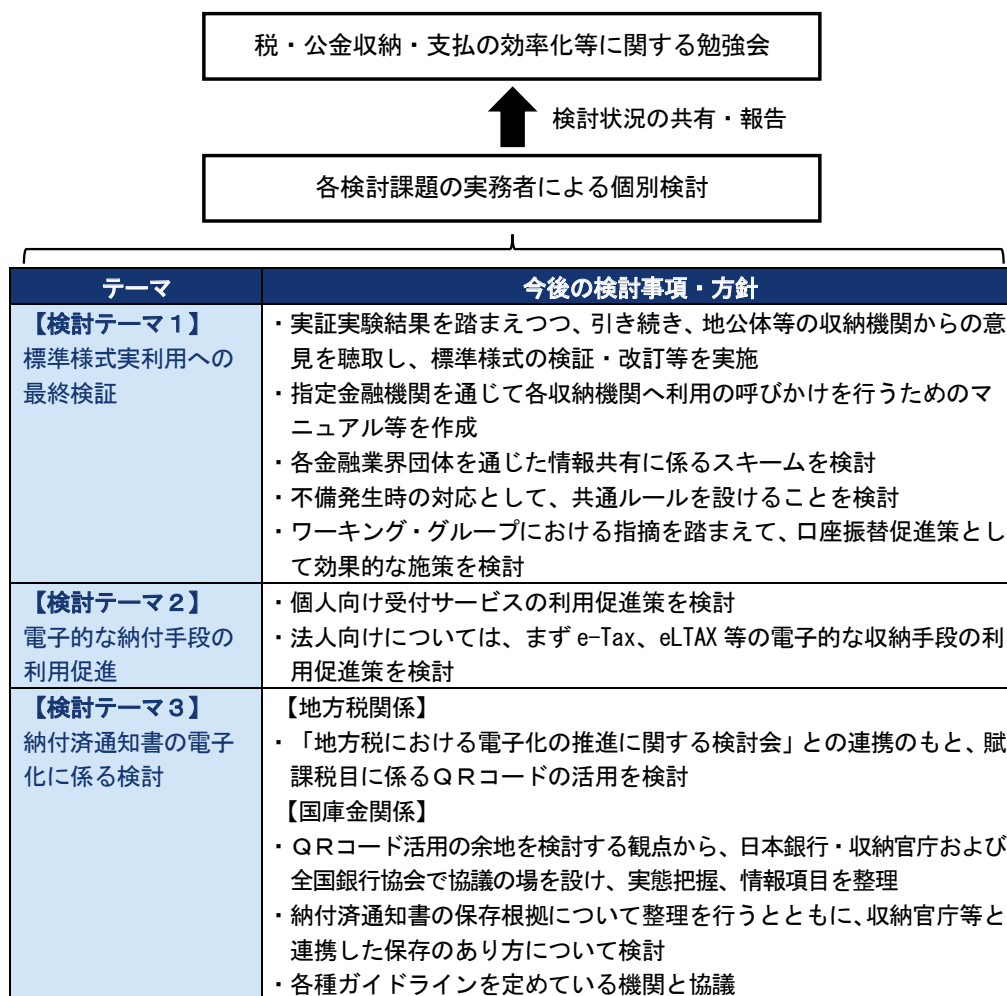 税・公金収納・支払の効率化等に関する勉強会
検討状況の共有・報告
各検討課題の実務者による個別検討
テーマ
今後の検討事項・方針
【検討テーマ１】
標準様式実利用への
最終検証
・実証実験結果を踏まえつつ、引き続き、地公体等の収納機関からの意
見を聴取し、標準様式の検証・改訂等を実施
・指定金融機関を通じて各収納機関へ利用の呼びかけを行うためのマ
ニュアル等を作成
・各金融業界団体を通じた情報共有に係るスキームを検討
・不備発生時の対応として、共通ルールを設けることを検討
・ワーキング・グループにおける指摘を踏まえて、口座振替促進策とし
て効果的な施策を検討
【検討テーマ２】
電子的な納付手段の
利用促進
・個人向け受付サービスの利用促進策を検討
・法人向けについては、まず e-Tax、eLTAX 等の電子的な収納手段の利
用促進策を検討
【検討テーマ３】
納付済通知書の電子
化に係る検討
【地方税関係】
・「地方税における電子化の推進に関する検討会」との連携のもと、賦
課税目に係るＱＲコードの活用を検討
【国庫金関係】
・ＱＲコード活用の余地を検討する観点から、日本銀行・収納官庁および
全国銀行協会で協議の場を設け、実態把握、情報項目を整理
・納付済通知書の保存根拠について整理を行うとともに、収納官庁等と
連携した保存のあり方について検討
・各種ガイドラインを定めている機関と協議